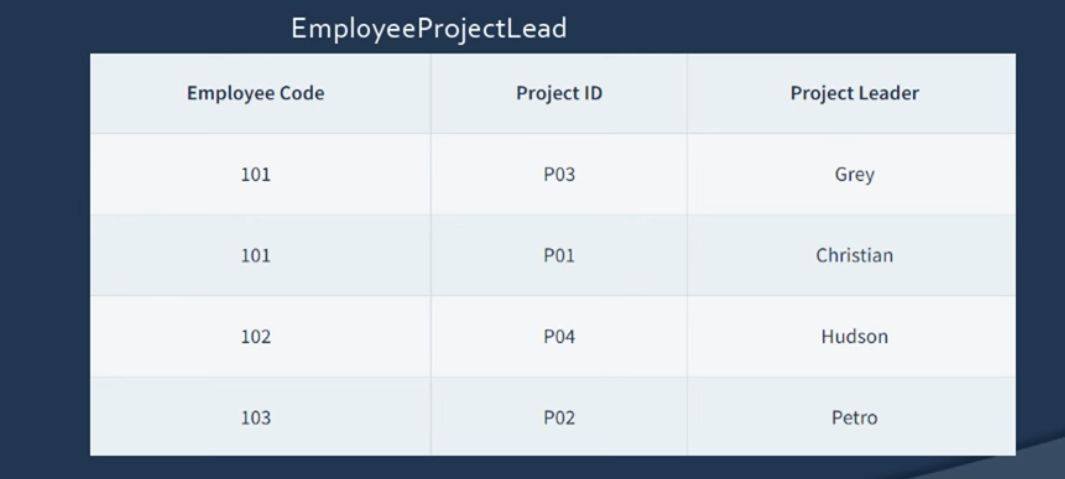 EmployeeProjectLead
Employee Code Project ID Project Leader
101 P03 Grey
101 P01 Christian
102 P04 Hudson
103 P02 Petro